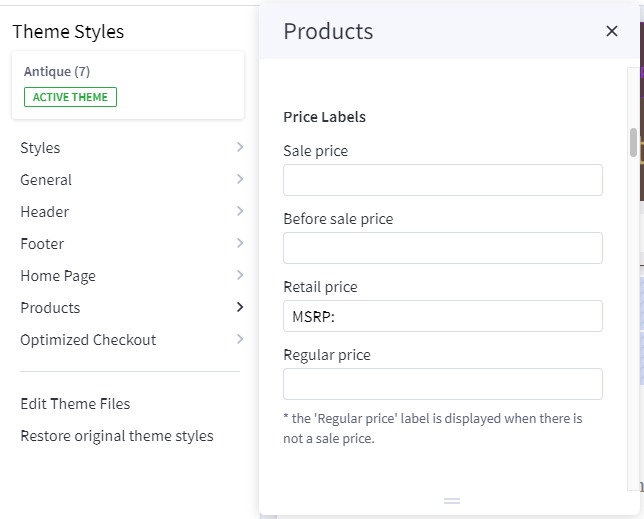 Theme Styles
Antique (7)
ACTIVE THEME
Styles
General
Header
Footer
Home Page
Products
Optimized Checkout
Edit Theme Files
Restore original theme styles
Products
Price Labels
Sale price
Before sale price
Retail price
MSRP:
Regular price
* the 'Regular price' label is displayed when there is
not a sale price.